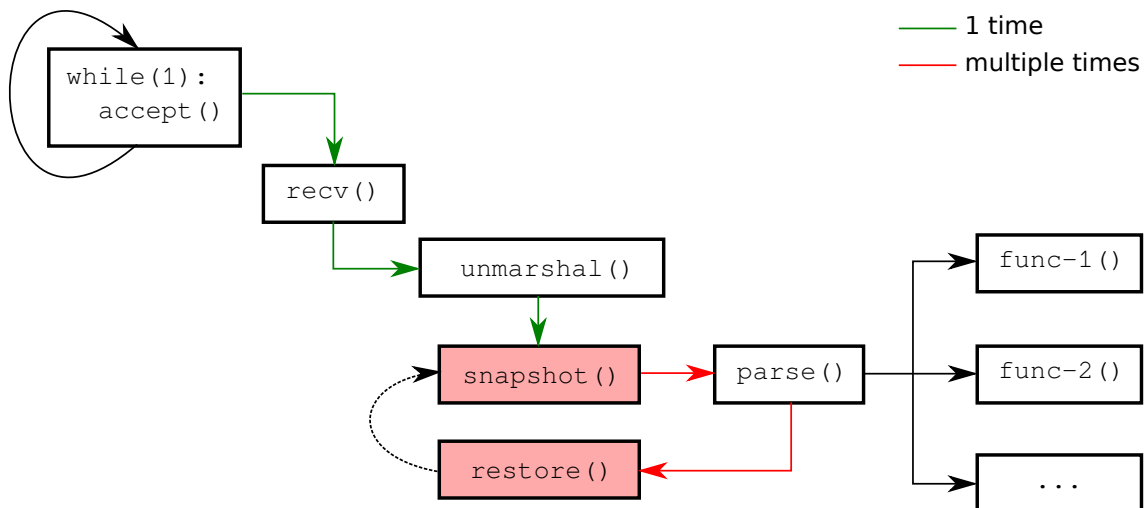 1 time
multiple times
while(1):
accept()
recv()
unmarshal()
func-1()
snapshot()
parse()
func-2()
restore()
...